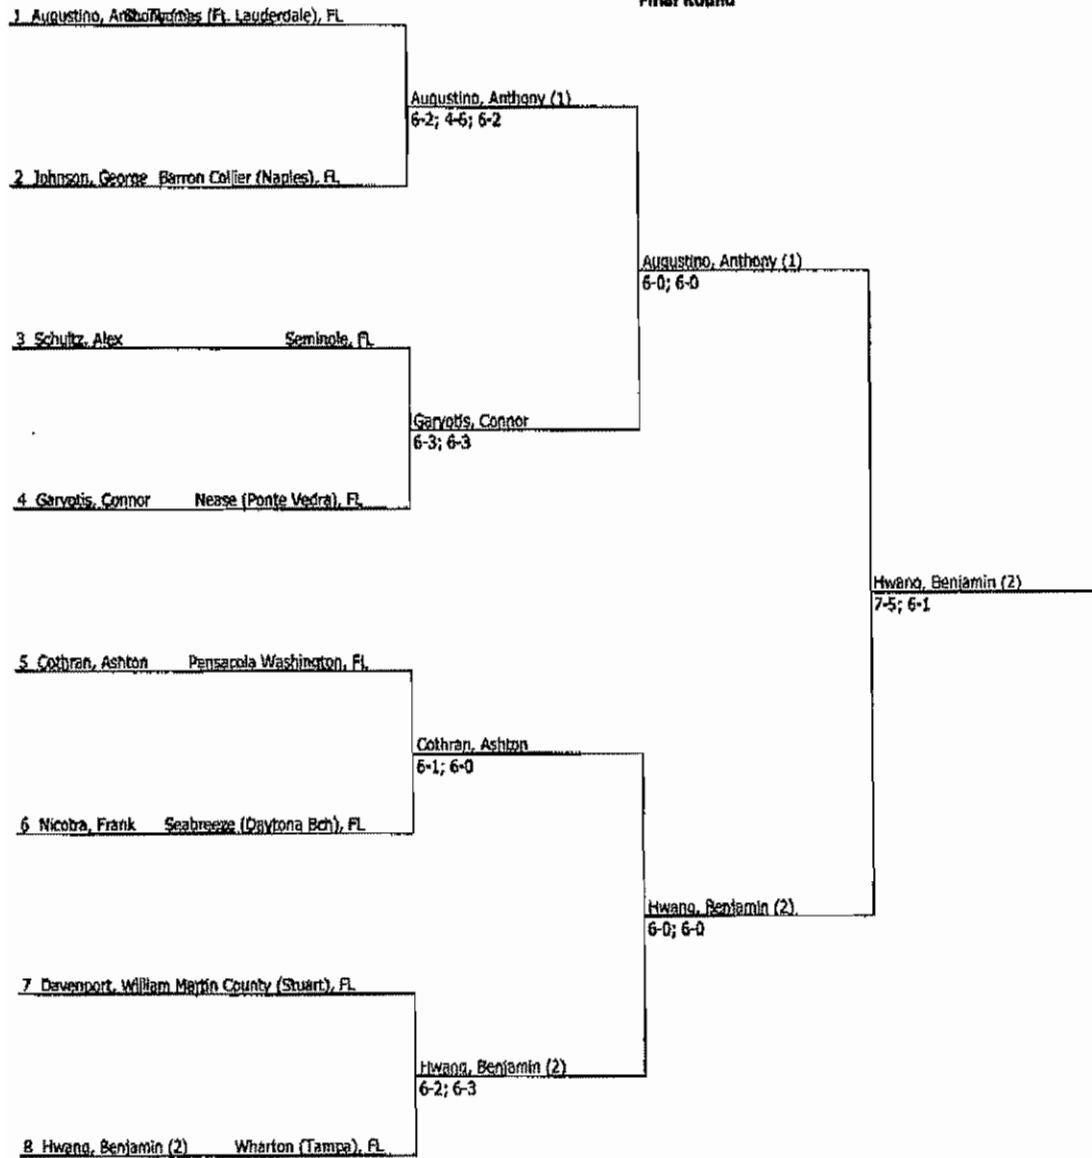 Final Round
1 Augustino, Thomas (Ft. Lauderdale), FL
Augustino, Anthony (1)
6-2; 4-6; 6-2
2 Johnson, George Barron Collier (Naples), FL
Augustino, Anthony (1)
6-0; 6-0
3 Schultz, Alex Seminole, FL
Garvotis, Connor
6-3; 6-3
4 Garvotis, Connor Nease (Ponte Vedra), FL
Hwang, Benjamin (2)
7-5; 6-1
5 Cothran, Ashton Pensacola Washington, FL
Cothran, Ashton
6-1; 6-0
6 Nicotra, Frank Seabreeze (Daytona Bch), FL
Hwang, Benjamin (2)
6-0; 6-0
7 Davenport, William Martin County (Stuart), FL
Hwang, Benjamin (2)
6-2; 6-3
8 Hwang, Benjamin (2) Wharton (Tampa), FL